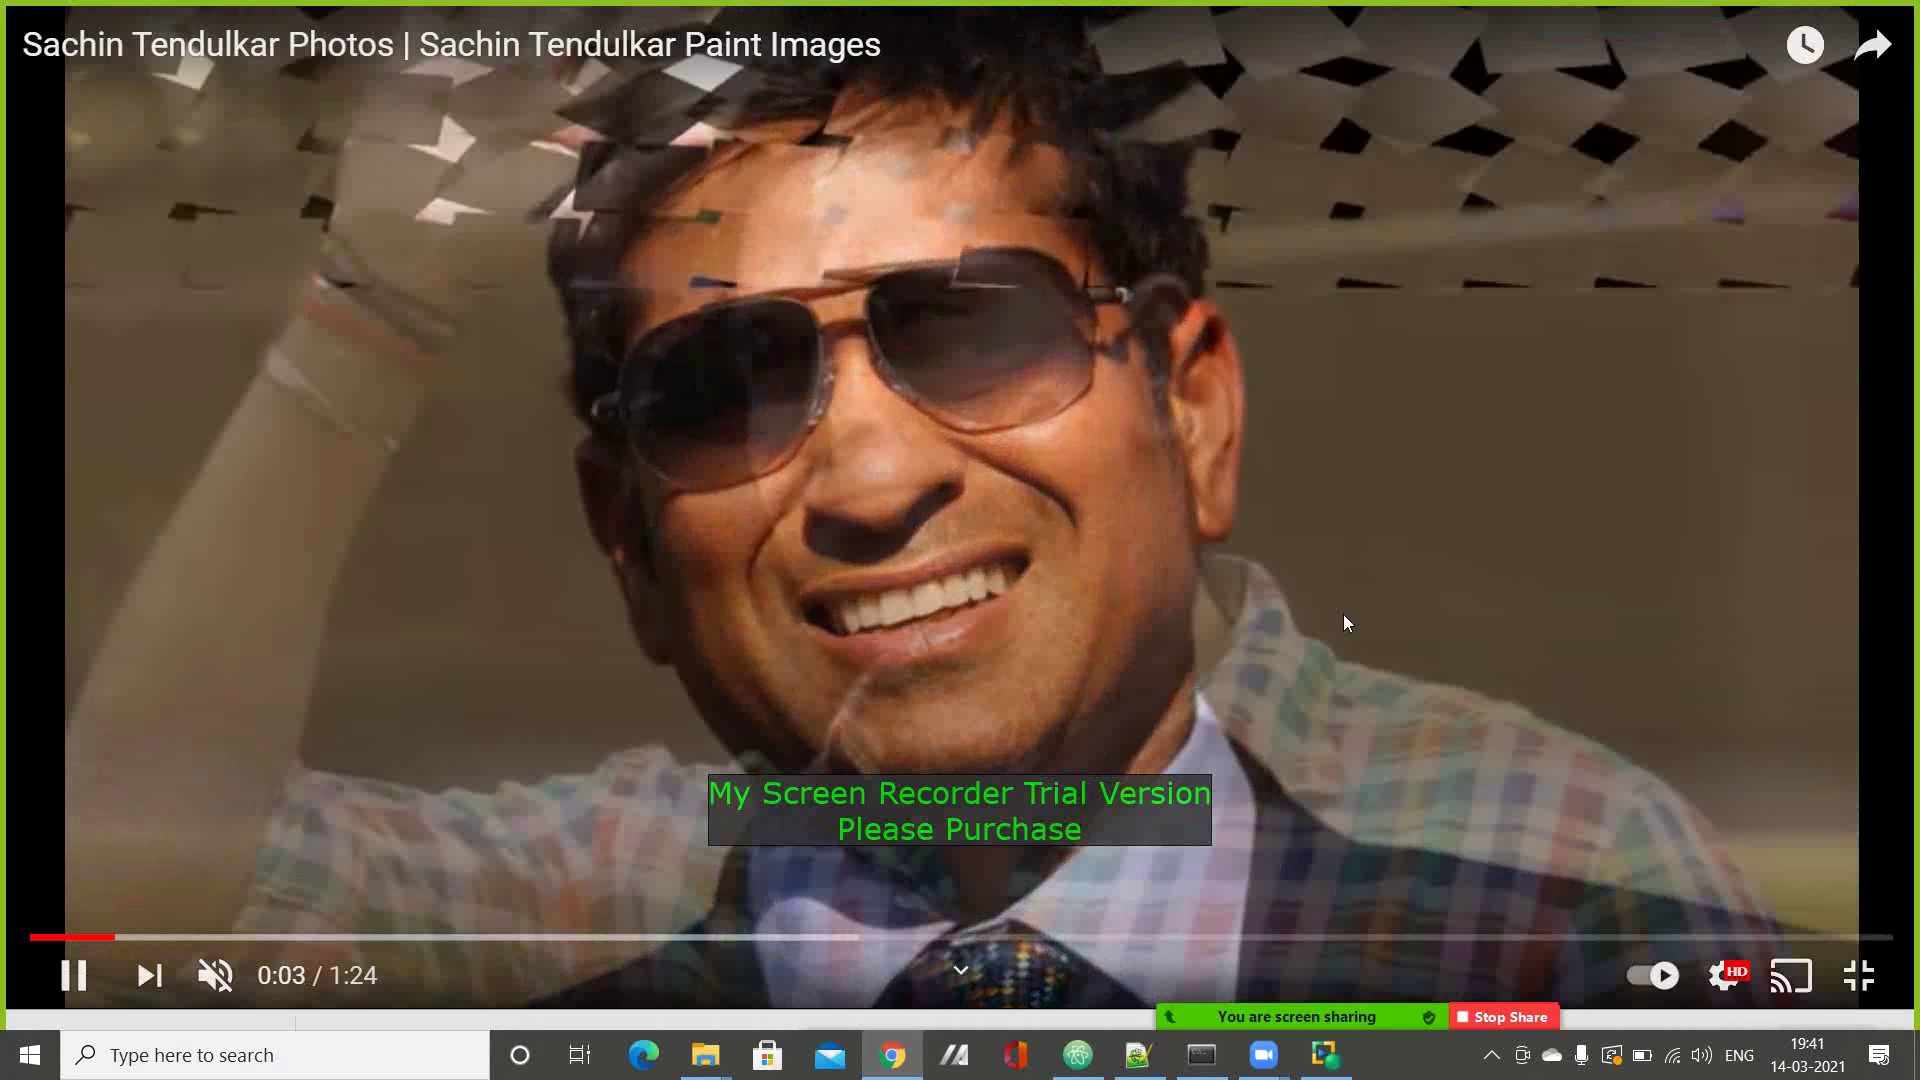 Sachin Tendulkar Photos | Sachin Tendulkar Paint Images
My Screen Recorder Trial Version
Please Purchase
0:03 / 1:24
HD
You are screen sharing
Stop Share
Type here to search
ENG
19:41
14-03-2021